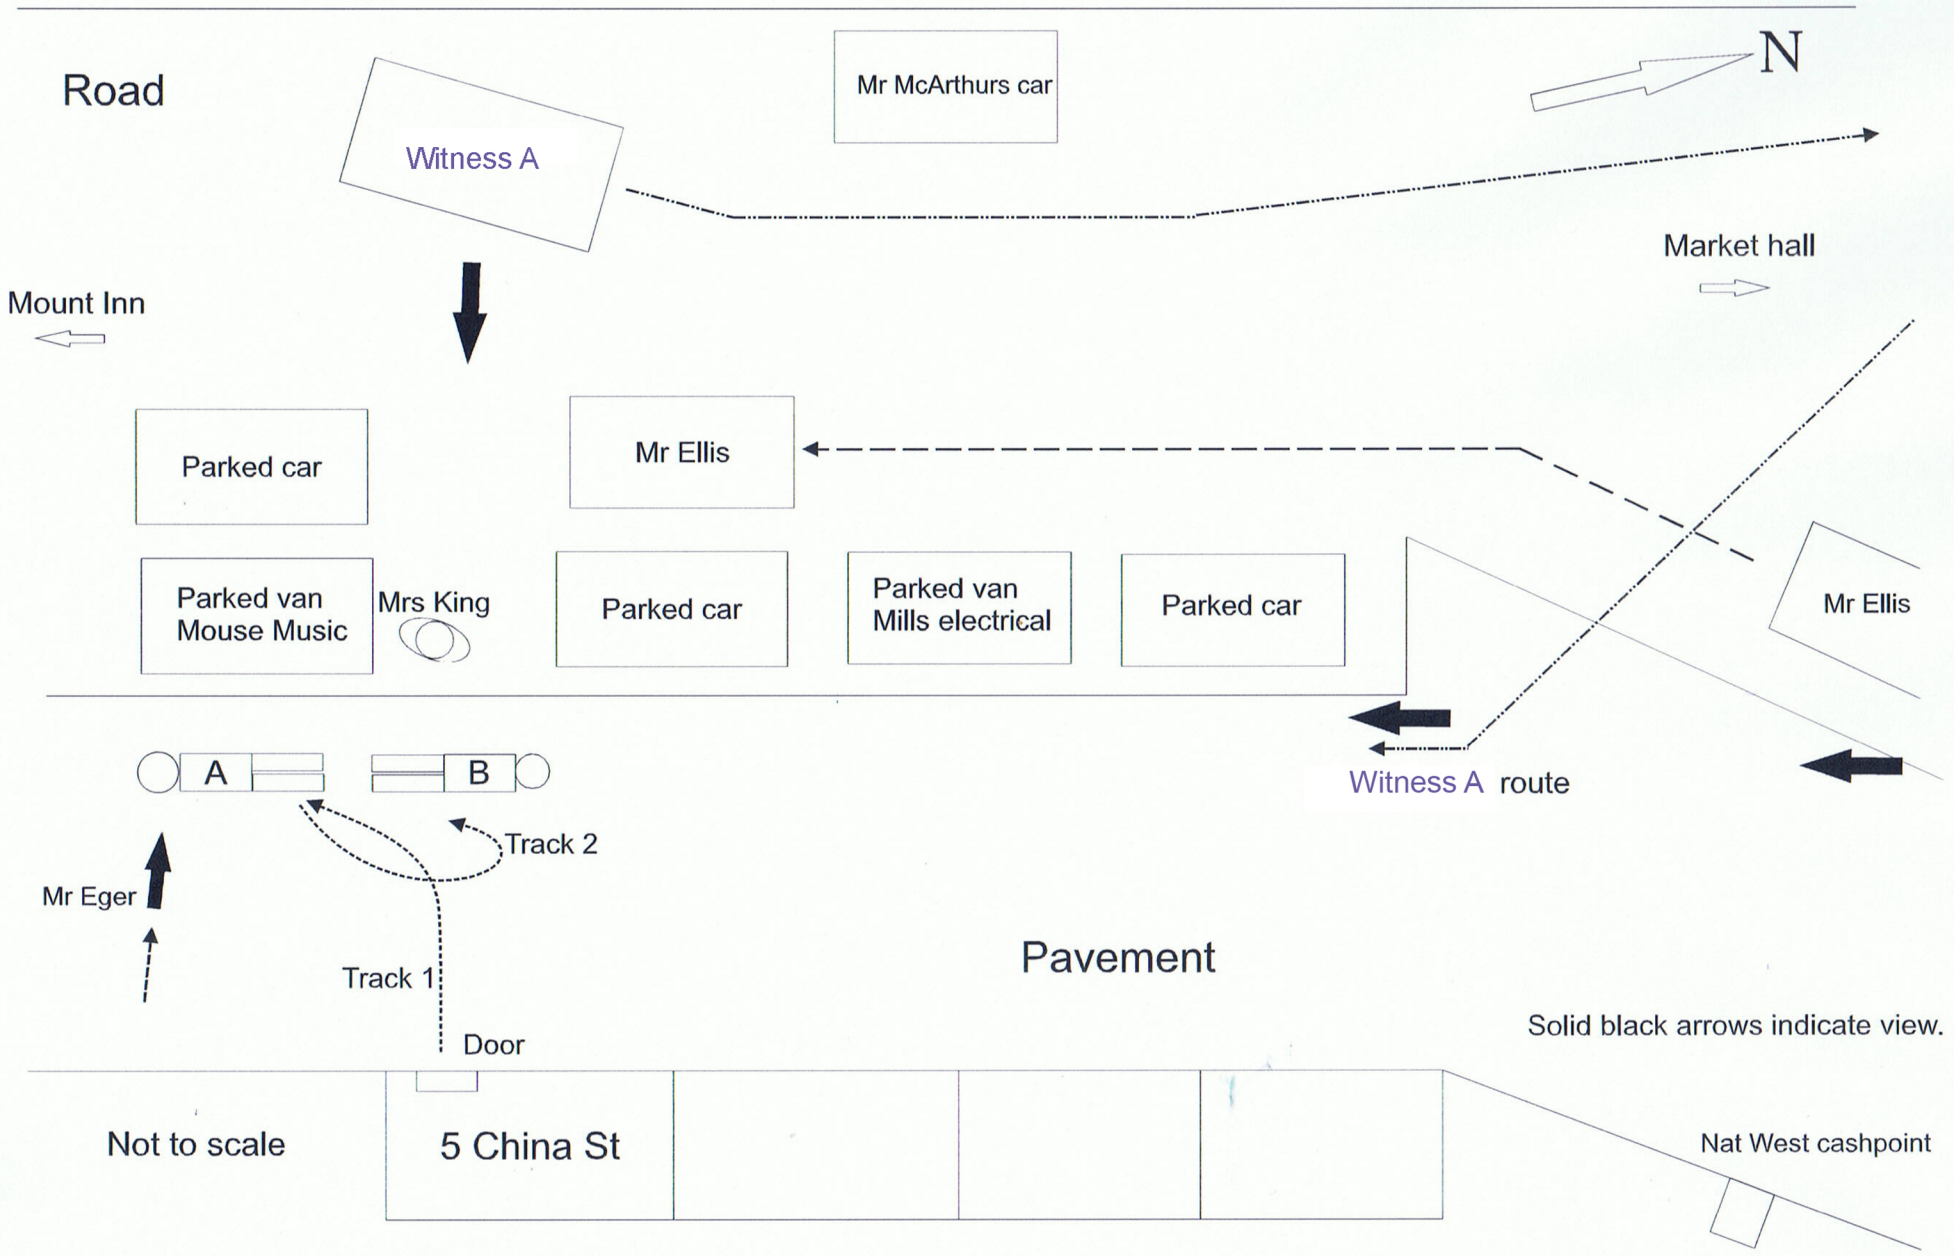 Road
Mr McArthurs car
N
Witness A
Market hall
Mount Inn
Parked car
Mr Ellis
Parked van
Mouse Music
Mrs King
Parked car
Parked van
Mills electrical
Parked car
Mr Ellis
A
B
Witness A route
Track 2
Mr Eger
Track 1
Pavement
Door
Solid black arrows indicate view.
Not to scale
5 China St
Nat West cashpoint